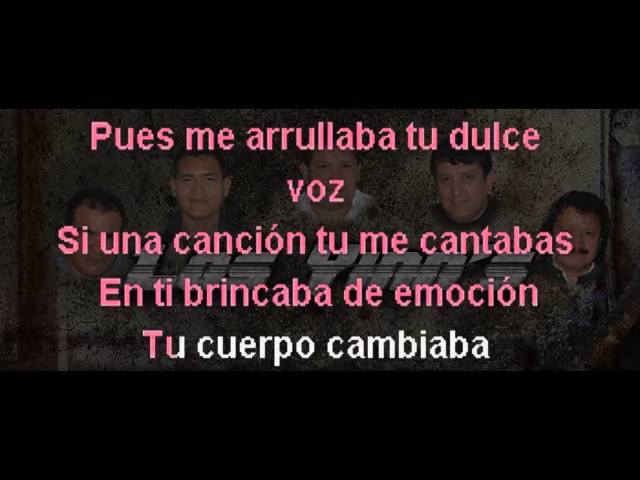 Pues me arrullaba tu dulce
voz
Si una canción tu me cantabas
En ti brincaba de emoción
Tu cuerpo cambiaba